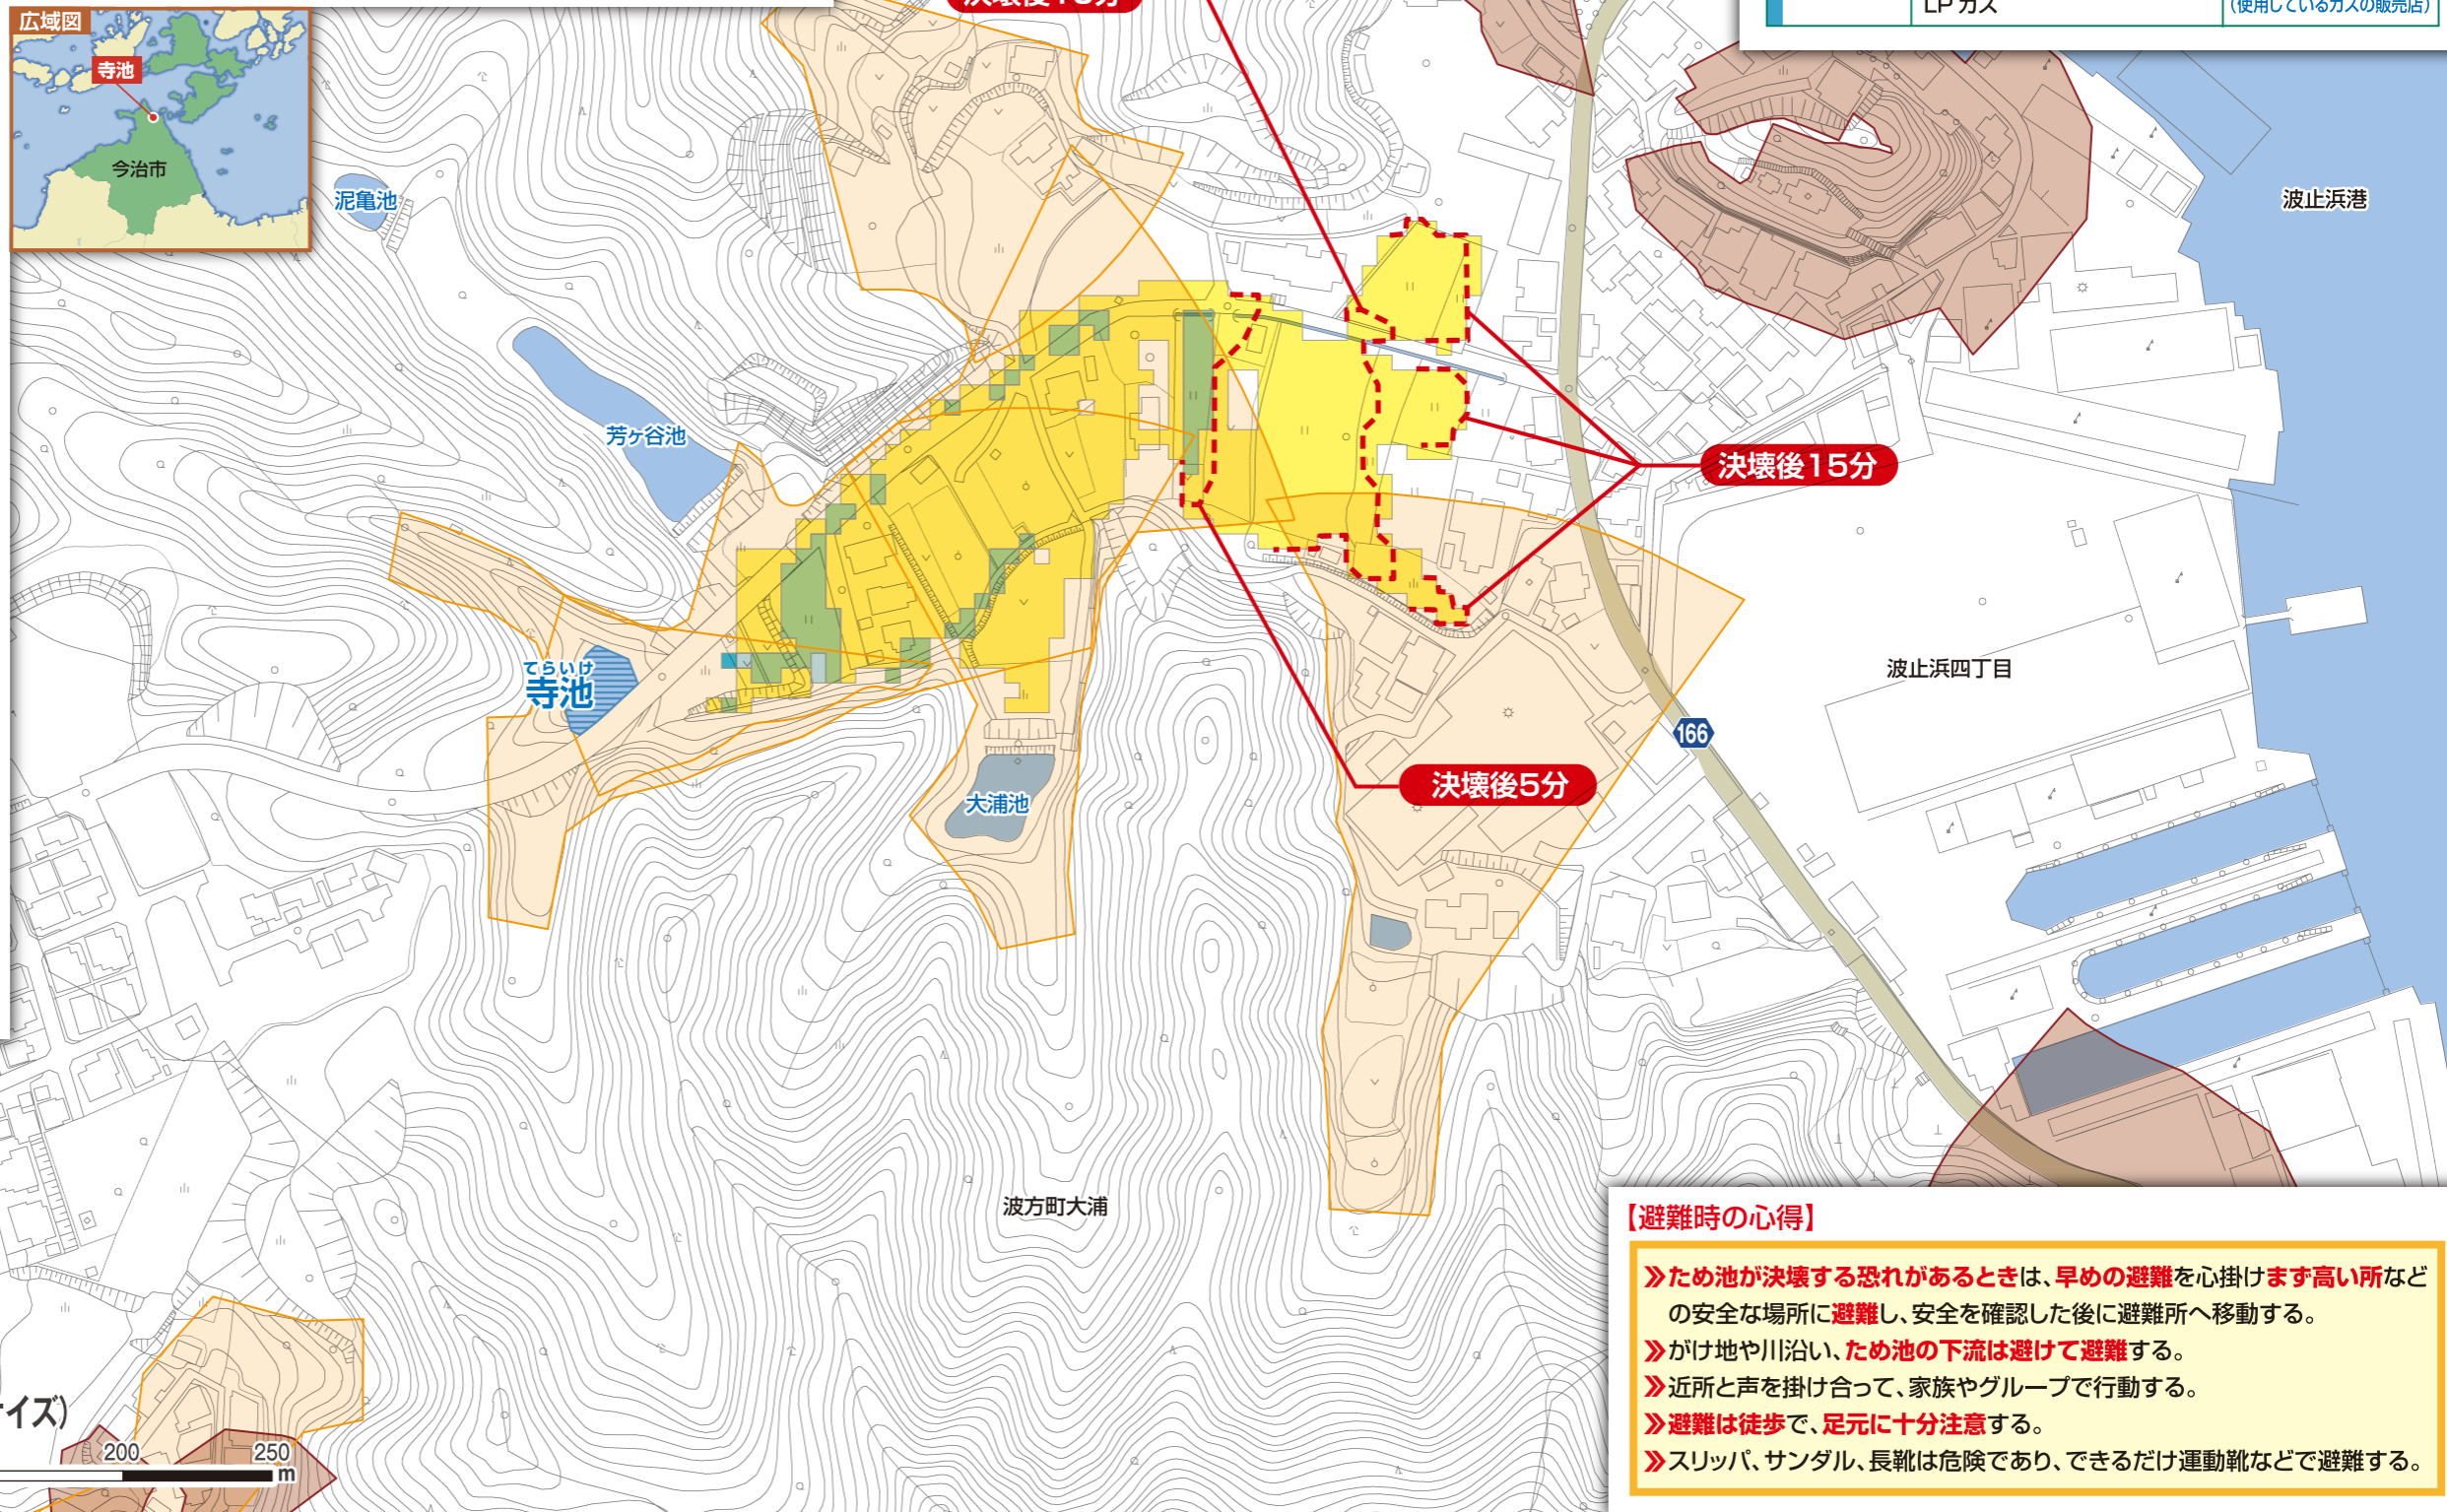 広域図
寺池
今治市
LPガス
(使用しているガスの販売店)
泥亀池
波止浜港
芳ヶ谷池
決壊後15分
てらいけ
寺池
波止浜四丁目
166
決壊後5分
大浦池
波方町大浦
【避難時の心得】
≫ため池が決壊する恐れがあるときは、早めの避難を心掛けまず高い所など
の安全な場所に避難し、安全を確認した後に避難所へ移動する。
≫がけ地や川沿い、ため池の下流は避けて避難する。
≫近所と声を掛け合って、家族やグループで行動する。
≫避難は徒歩で、足元に十分注意する。
≫スリッパ、サンダル、長靴は危険であり、できるだけ運動靴などで避難する。
イズ)
200 250
m